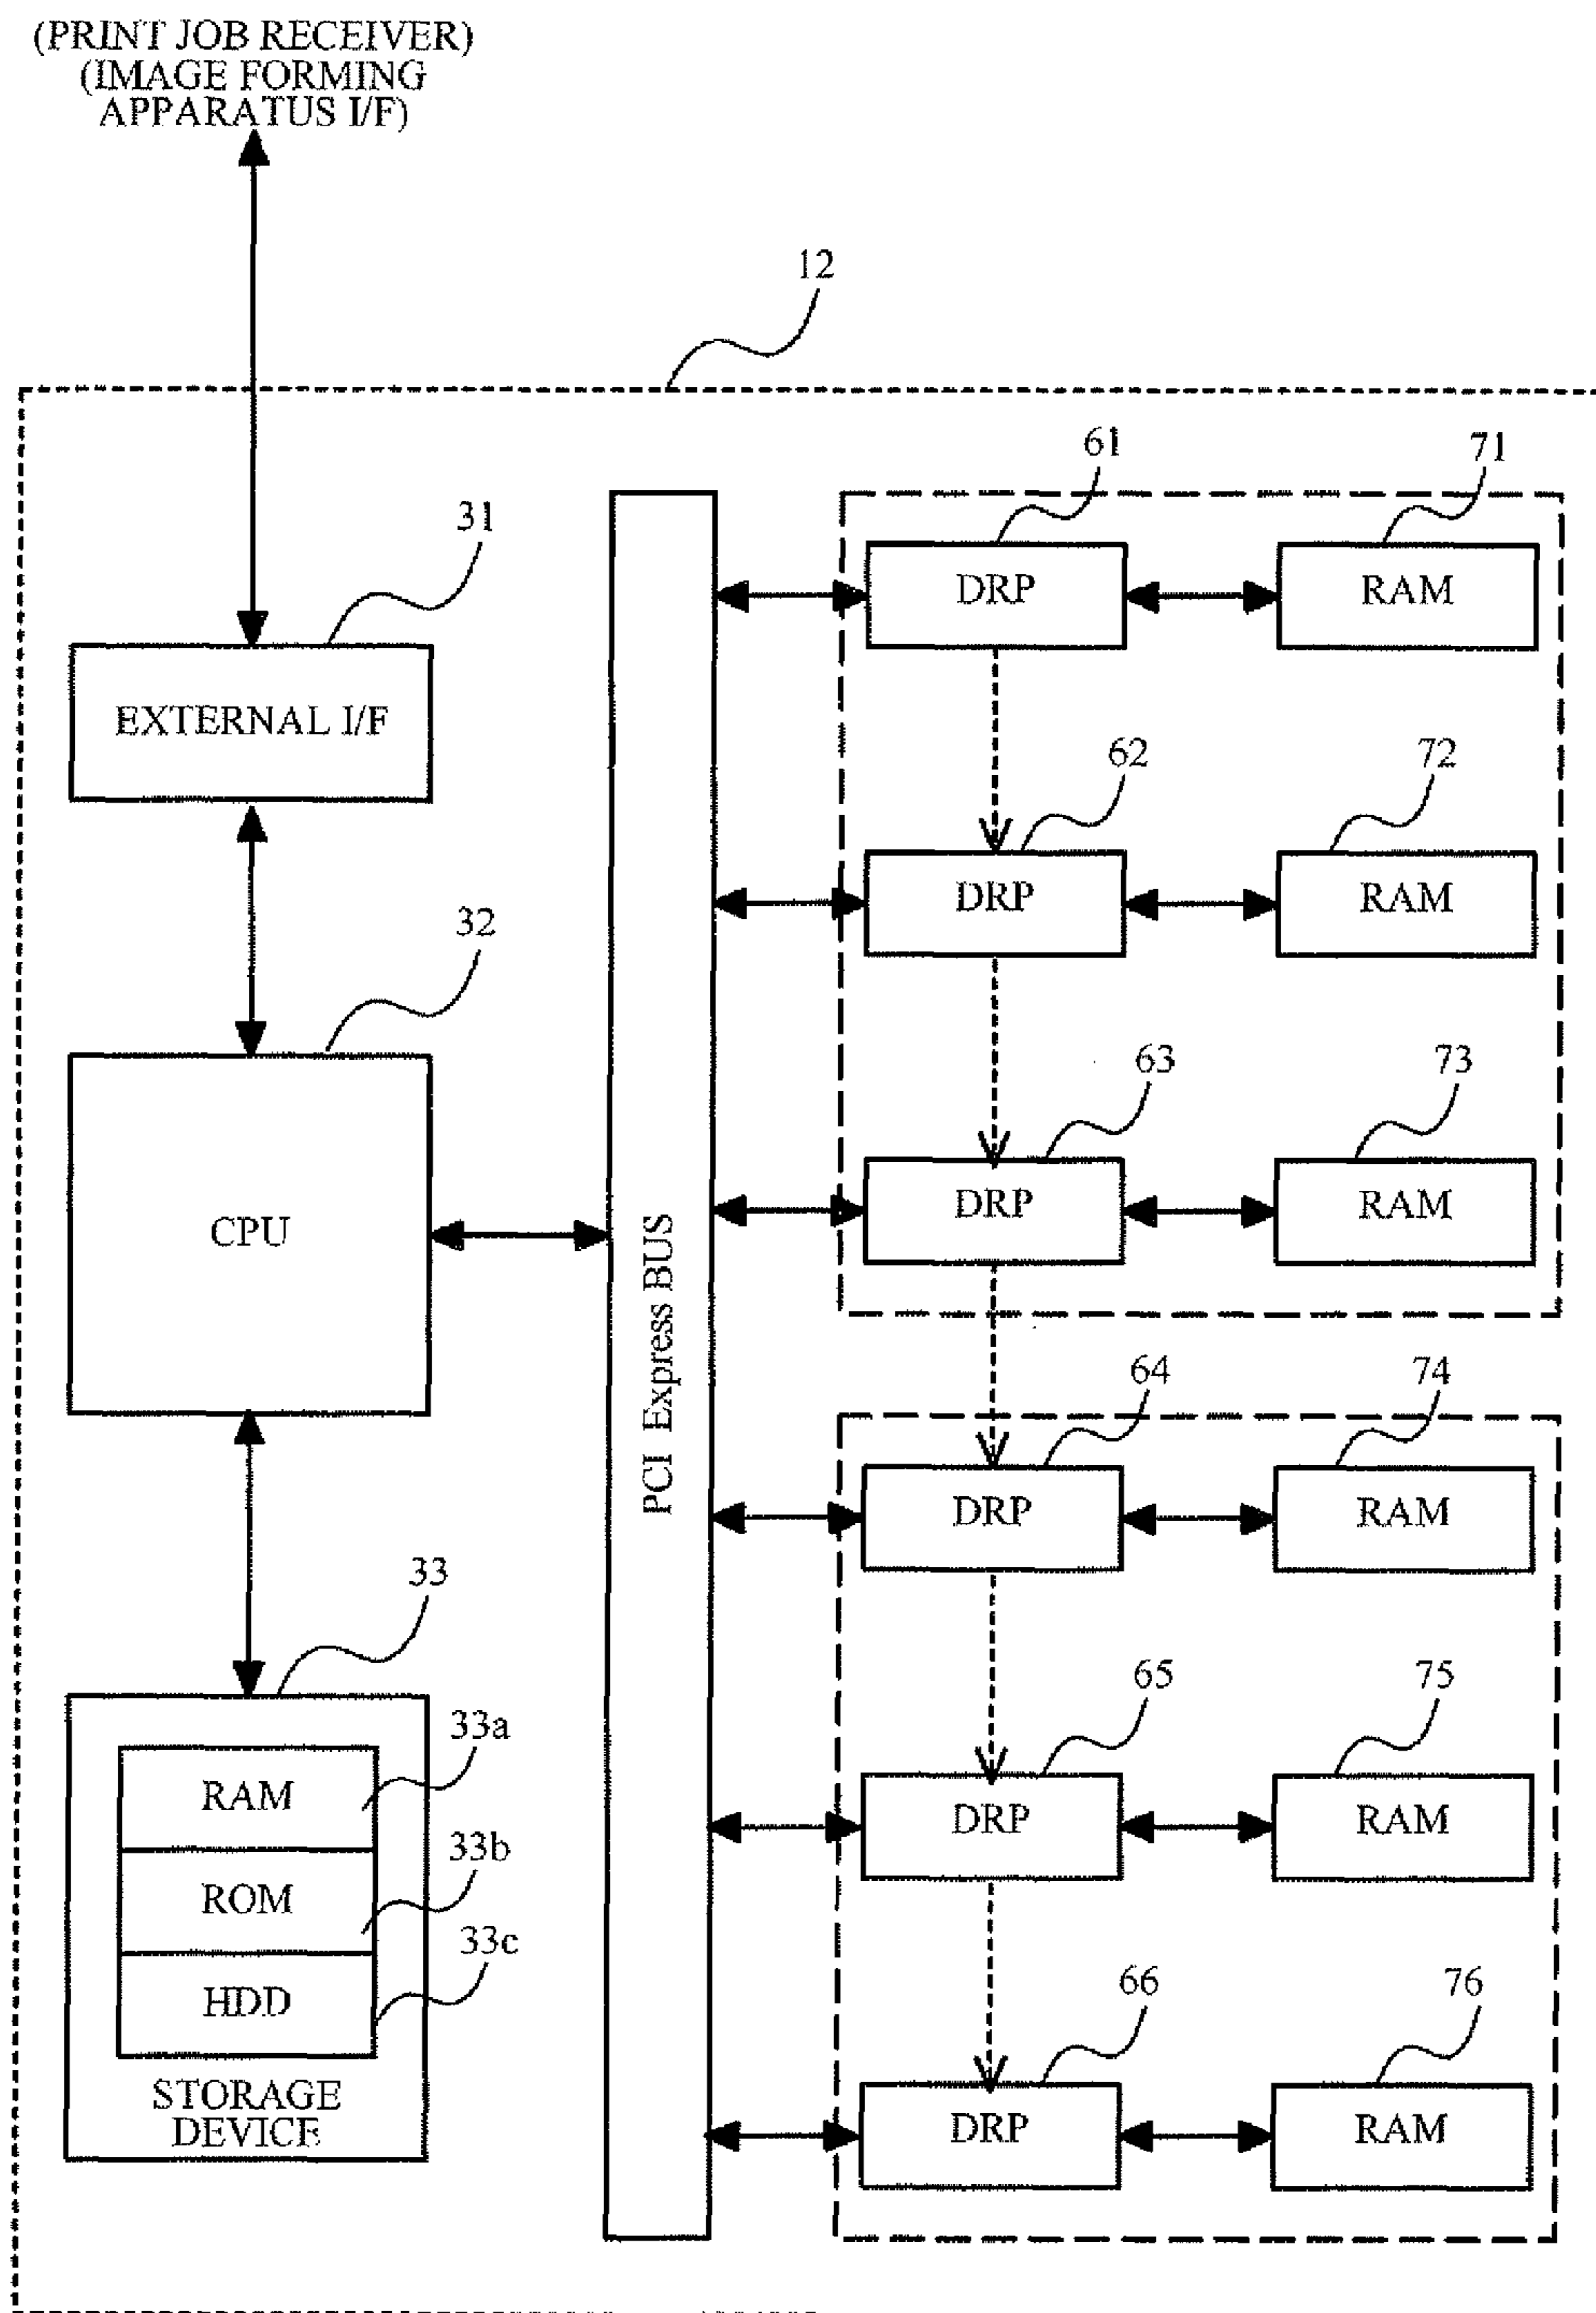 (PRINT JOB RECEIVER)
(IMAGE FORMING
APPARATUS I/F)
12
61
71
31
DRP
RAM
EXTERNAL I/F
62
72
DRP
RAM
32
63
73
DRP
RAM
CPU
PCI Express BUS
64
74
DRP
RAM
33
65
75
33a
RAM
DRP
RAM
33b
ROM
33c
HDD
66
76
STORAGE
DEVICE
DRP
RAM